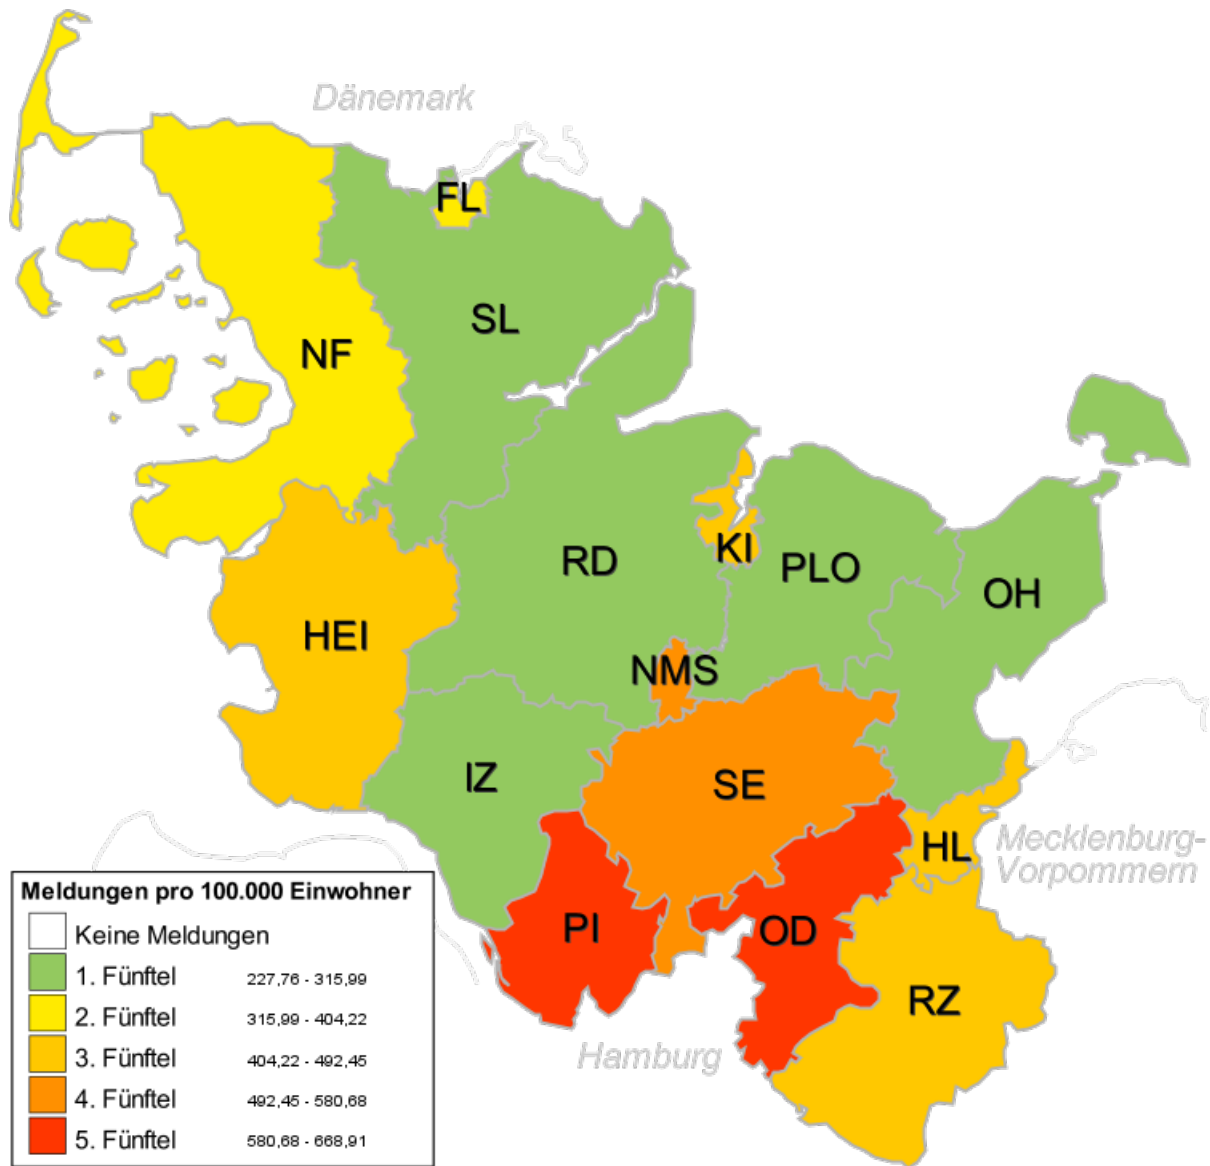 Dänemark
FL
SL
NF
RD
KI
PLO
OH
HEI
NMS
IZ
SE
HL
Mecklenburg-
Vorpommern
PI
OD
RZ
Hamburg
Meldungen pro 100.000 Einwohner
Keine Meldungen
1. Fünftel 227,76 - 315,99
2. Fünftel 315,99 - 404,22
3. Fünftel 404,22 - 492,45
4. Fünftel 492,45 - 580,68
5. Fünftel 580,68 - 668,91